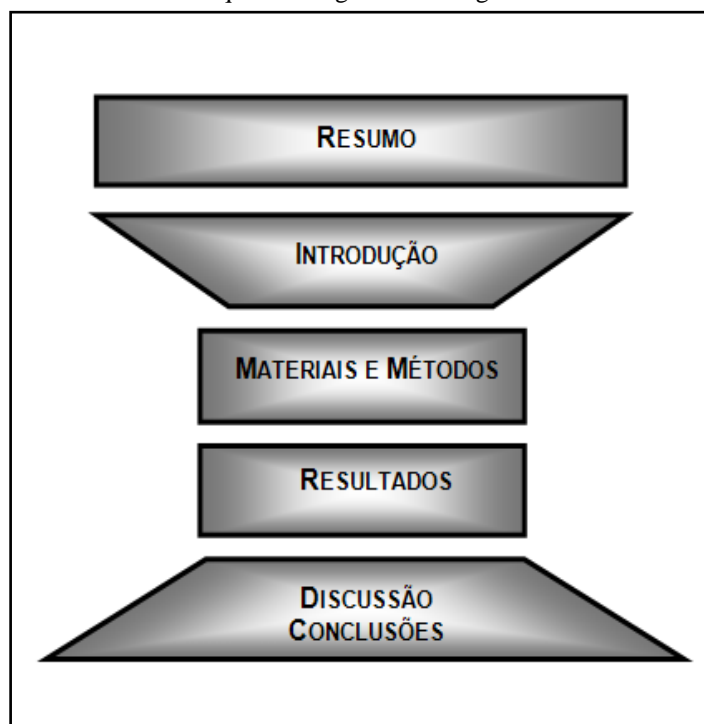 RESUMO
INTRODUÇÃO
MATERIAIS E MÉTODOS
RESULTADOS
DISCUSSÃO
CONCLUSÕES